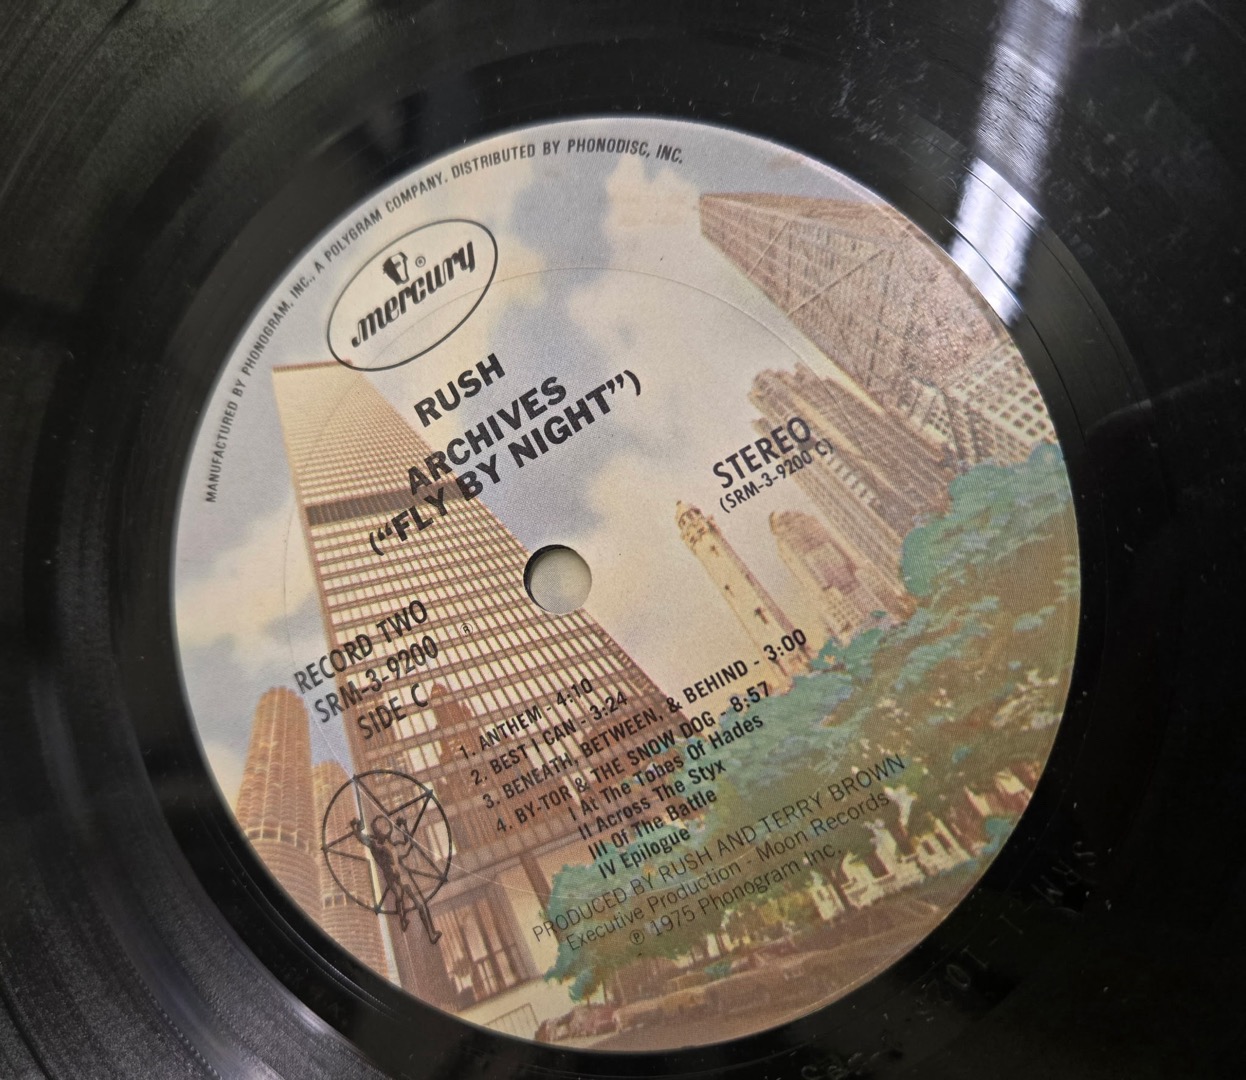 MANUFACTURED BY PHONOGRAM, INC., A POLYGRAM COMPANY. DISTRIBUTED BY PHONODISC, INC.
mercury ®
RUSH
ARCHIVES
("FLY BY NIGHT")
STEREO
(SRM-3-9200 C)
RECORD TWO
SRM-3-9200 ®
SIDE C
1. ANTHEM - 4:10
2. BEST I CAN - 3:24
3. BENEATH, BETWEEN, & BEHIND - 3:00
4. BY-TOR & THE SNOW DOG - 8:57
I At The Tobes Of Hades
II Across The Styx
III Of The Battle
IV Epilogue
PRODUCED BY RUSH AND TERRY BROWN
Executive Production - Moon Records
℗ 1975 Phonogram Inc.